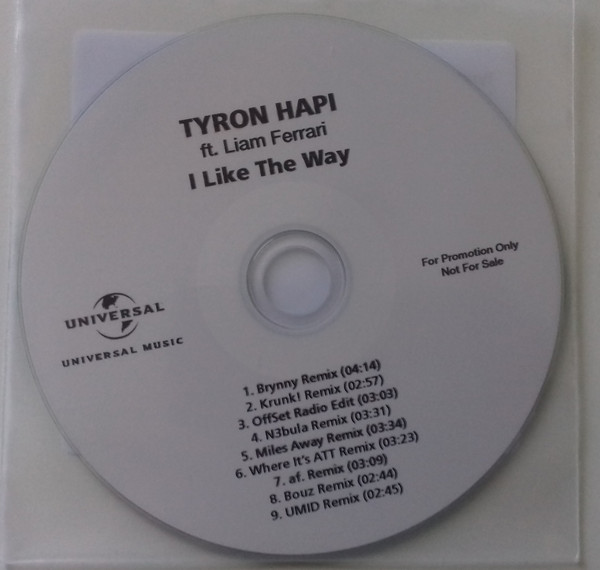 TYRON HAPI
ft. Liam Ferrari
I Like The Way
For Promotion Only
Not For Sale
UNIVERSAL
UNIVERSAL MUSIC
1. Brynny Remix (04:14)
2. Krunk! Remix (02:57)
3. OffSet Radio Edit (03:03)
4. N3bula Remix (03:31)
5. Miles Away Remix (03:34)
6. Where It's ATT Remix (03:23)
7. af. Remix (03:09)
8. Bouz Remix (02:44)
9. UMID Remix (02:45)